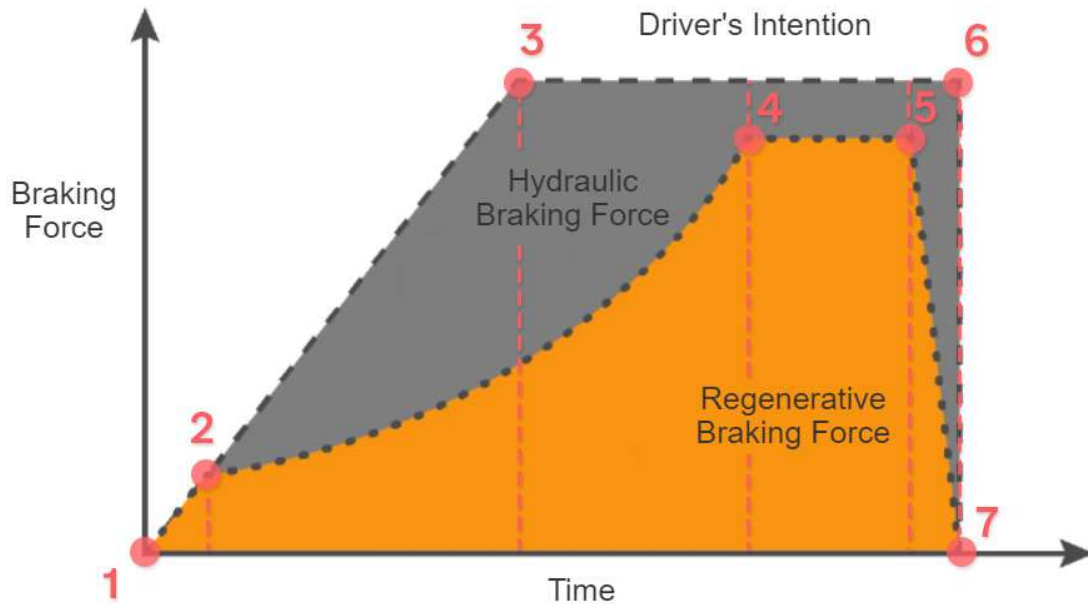 Driver's Intention
3
6
4
5
Braking
Force
Hydraulic
Braking Force
Regenerative
Braking Force
2
1
7
Time